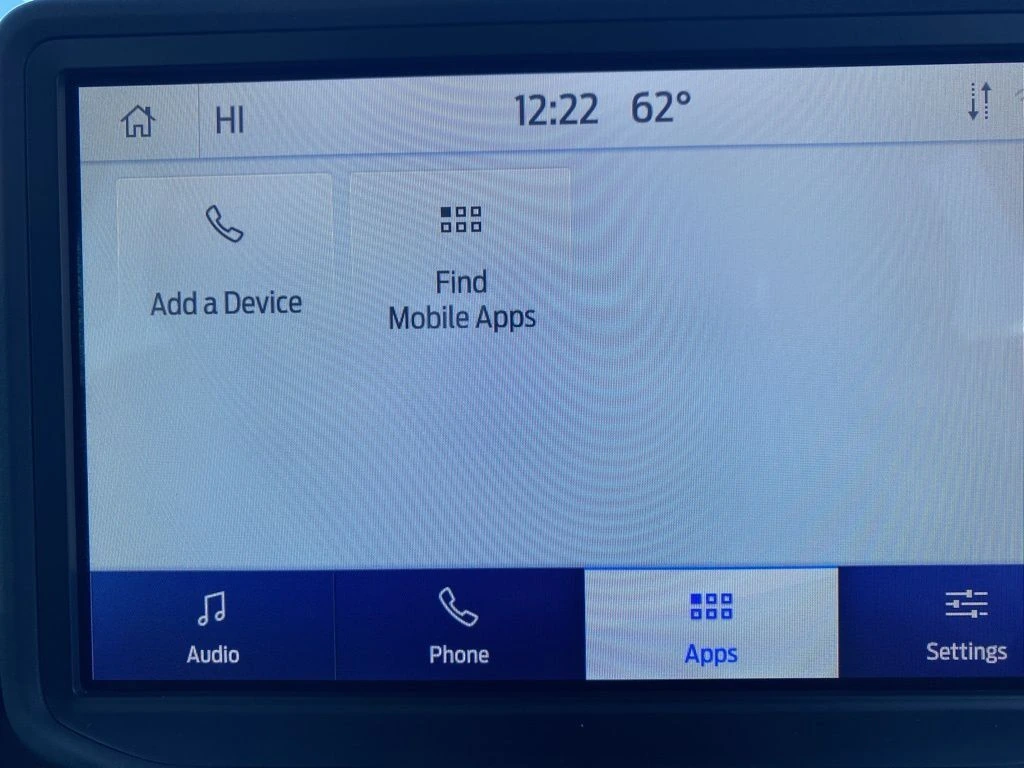 HI 12:22 62°
Add a Device
Find
Mobile Apps
Audio Phone Apps Settings